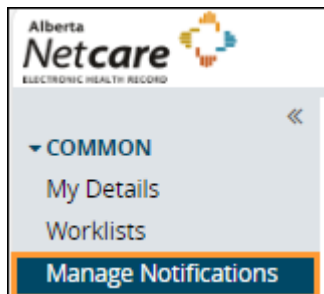 Alberta
Netcare
ELECTRONIC HEALTH RECORD
«
COMMON
My Details
Worklists
Manage Notifications